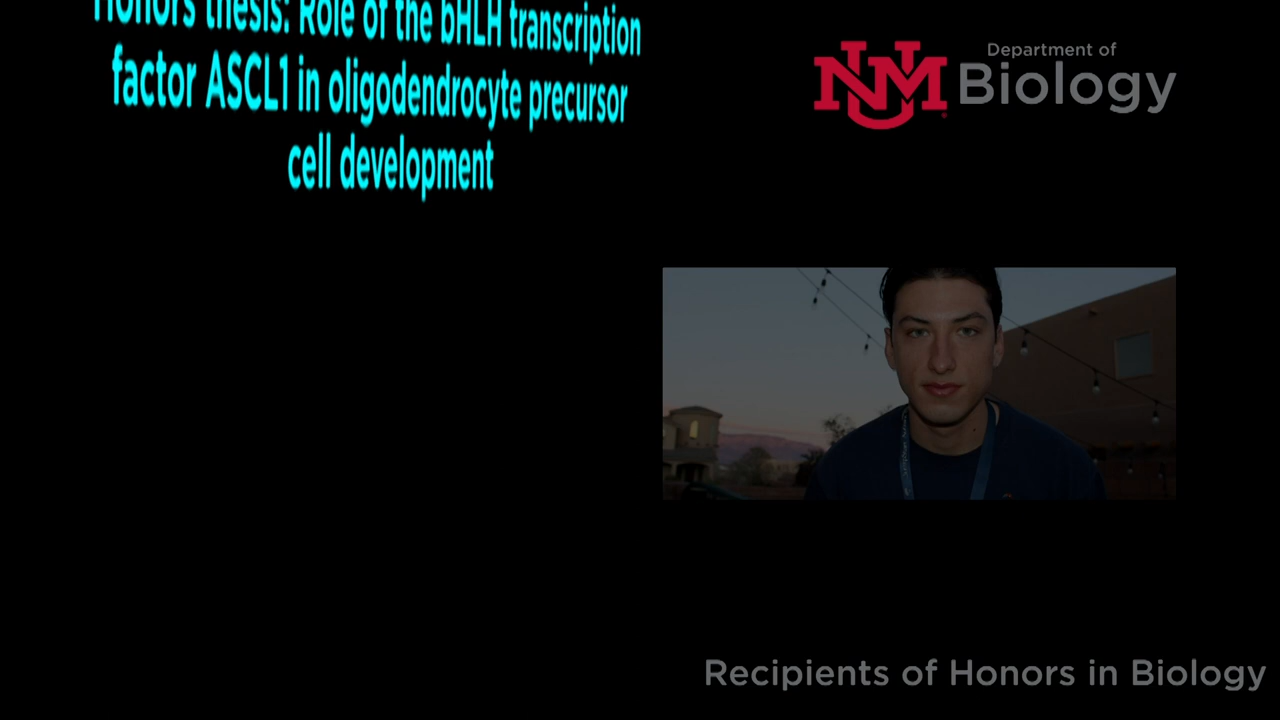 Honors thesis: Role of the bHLH transcription
factor ASCL1 in oligodendrocyte precursor
cell development
UNM
Department of
Biology
Recipients of Honors in Biology